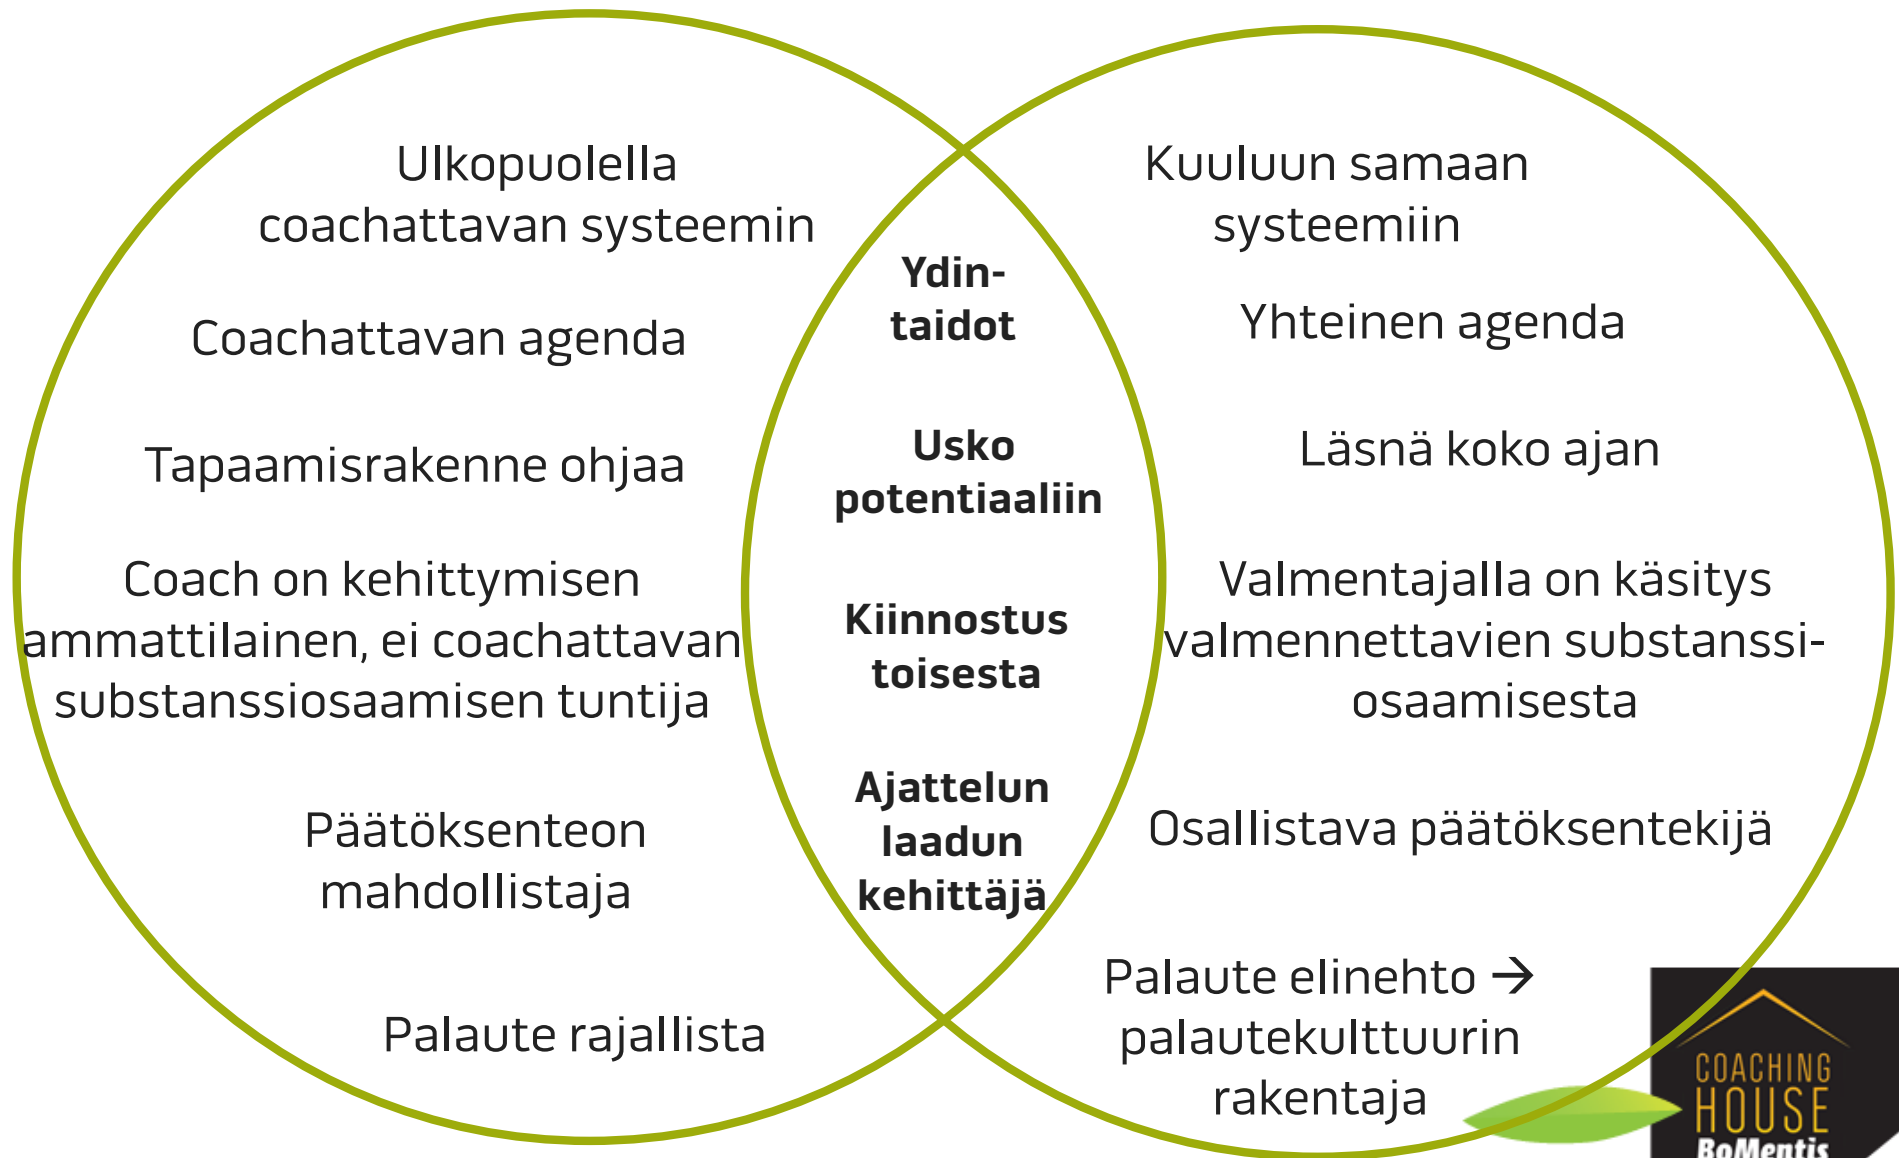 Ulkopuolella
coachattavan systeemin
Coachattavan agenda
Tapaamisrakenne ohjaa
Coach on kehittymisen
ammattilainen, ei coachattavan
substanssiosaamisen tuntija
Päätöksenteon
mahdollistaja
Palaute rajallista
Ydin-
taidot
Usko
potentiaaliin
Kiinnostus
toisesta
Ajattelun
laadun
kehittäjä
Kuuluun samaan
systeemiin
Yhteinen agenda
Läsnä koko ajan
Valmentajalla on käsitys
valmennettavien substanssi-
osaamisesta
Osallistava päätöksentekijä
Palaute elinehto →
palautekulttuurin
rakentaja
COACHING
HOUSE
BoMentis